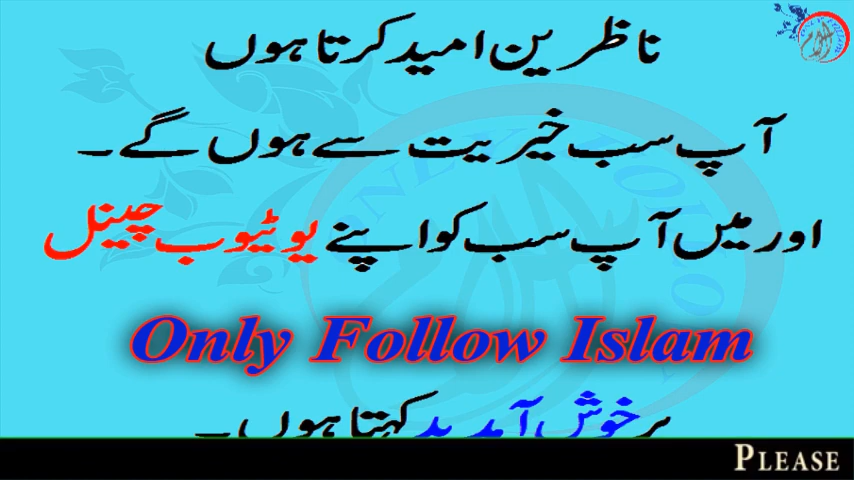 ناظرین امید کرتا ہوں
آپ سب خیریت سے ہوں گے۔
اور میں آپ سب کو اپنے یوٹیوب چینل
Only Follow Islam
پر خوش آمدید کہتا ہوں۔
PLEASE